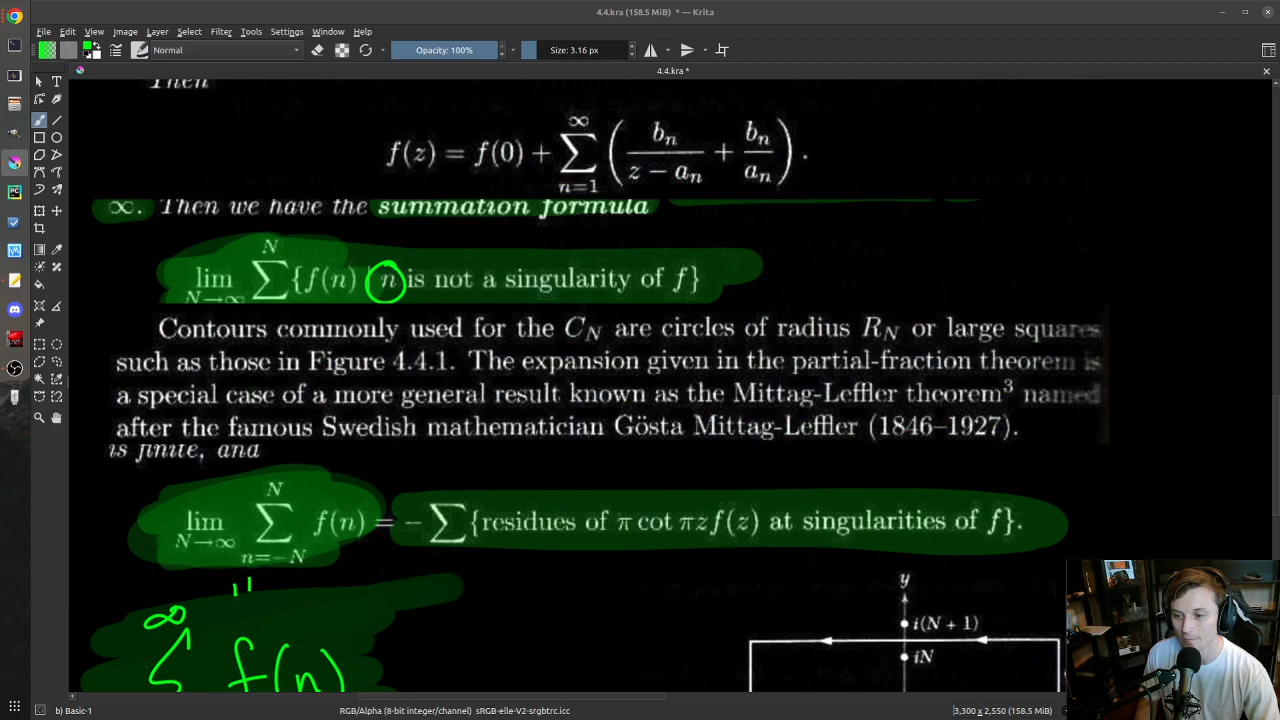 4.4.kra (158.5 MiB) * — Krita
File Edit View Image Layer Select Filter Tools Settings Window Help
Normal Opacity: 100% Size: 3.16 px
4.4.kra *
Then
f(z) = f(0) + ∑_{n=1}^{∞} ( b_n / (z − a_n) + b_n / a_n ) .
∞. Then we have the summation formula
lim_{N→∞} ∑^{N} {f(n) | n is not a singularity of f}
Contours commonly used for the C_N are circles of radius R_N or large squares
such as those in Figure 4.4.1. The expansion given in the partial-fraction theorem is
a special case of a more general result known as the Mittag-Leffler theorem³ named
after the famous Swedish mathematician Gösta Mittag-Leffler (1846–1927).
is finite, and
lim_{N→∞} ∑_{n=−N}^{N} f(n) = − ∑ {residues of π cot πz f(z) at singularities of f}.
∞
∑ f(n)
y
i(N + 1)
iN
b) Basic-1 RGB/Alpha (8-bit integer/channel) sRGB-elle-V2-srgbtrc.icc 3,300 x 2,550 (158.5 MiB)